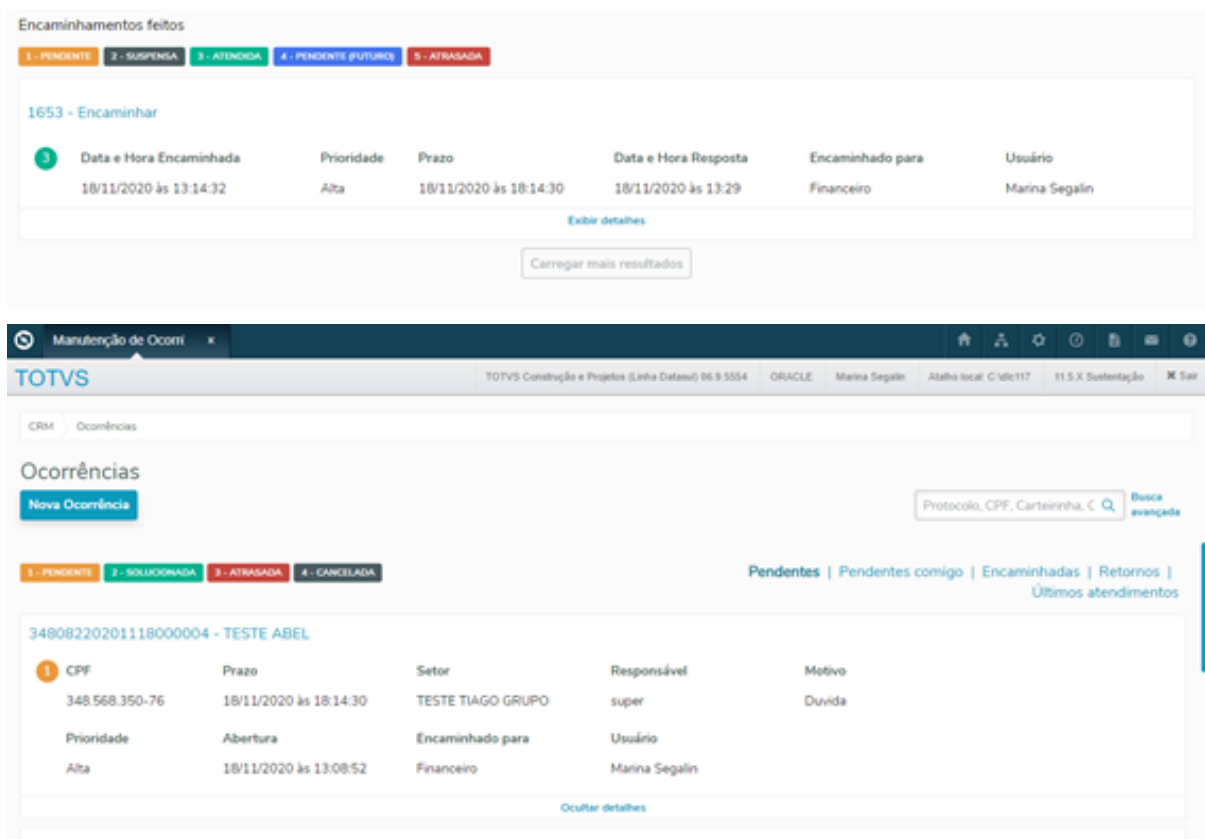 Encaminhamentos feitos
1 - PENDENTE 2 - SUSPENSA 3 - ATENDIDA 4 - PENDENTE (FUTURO) 5 - ATRASADA
1653 - Encaminhar
3 Data e Hora Encaminhada Prioridade Prazo Data e Hora Resposta Encaminhado para Usuário
18/11/2020 às 13:14:32 Alta 18/11/2020 às 18:14:30 18/11/2020 às 13:29 Financeiro Marina Segalin
Exibir detalhes
Carregar mais resultados
Manutenção de Ocorrí x
TOTVS TOTVS Construção e Projetos (Linha Datasul) 06.9.5554 ORACLE Marina Segalin Atalho local: C:\dlc117 11.5.X Sustentação Sair
CRM Ocorrências
Ocorrências
Nova Ocorrência Protocolo, CPF, Carteirinha, C Busca avançada
1 - PENDENTE 2 - SOLUCIONADA 3 - ATRASADA 4 - CANCELADA Pendentes | Pendentes comigo | Encaminhadas | Retornos |
Últimos atendimentos
34808220201118000004 - TESTE ABEL
1 CPF Prazo Setor Responsável Motivo
348.568.350-76 18/11/2020 às 18:14:30 TESTE TIAGO GRUPO super Duvida
Prioridade Abertura Encaminhado para Usuário
Alta 18/11/2020 às 13:08:52 Financeiro Marina Segalin
Ocultar detalhes